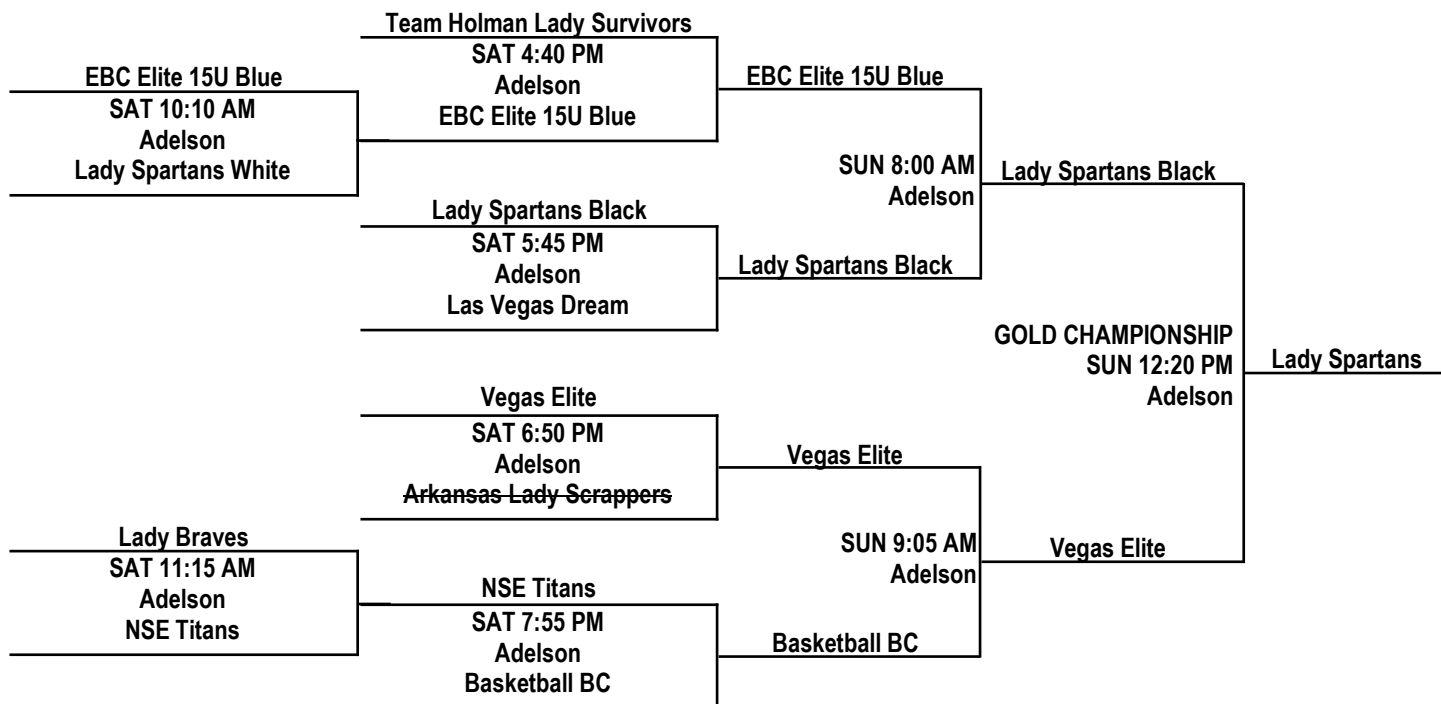 Team Holman Lady Survivors
SAT 4:40 PM
Adelson
EBC Elite 15U Blue
EBC Elite 15U Blue
SAT 10:10 AM
Adelson
Lady Spartans White
EBC Elite 15U Blue
SUN 8:00 AM
Adelson
Lady Spartans Black
Lady Spartans Black
SAT 5:45 PM
Adelson
Las Vegas Dream
Lady Spartans Black
GOLD CHAMPIONSHIP
SUN 12:20 PM
Adelson
Lady Spartans
Vegas Elite
SAT 6:50 PM
Adelson
Arkansas Lady Scrappers
Vegas Elite
Lady Braves
SAT 11:15 AM
Adelson
NSE Titans
SUN 9:05 AM
Adelson
Vegas Elite
NSE Titans
SAT 7:55 PM
Adelson
Basketball BC
Basketball BC